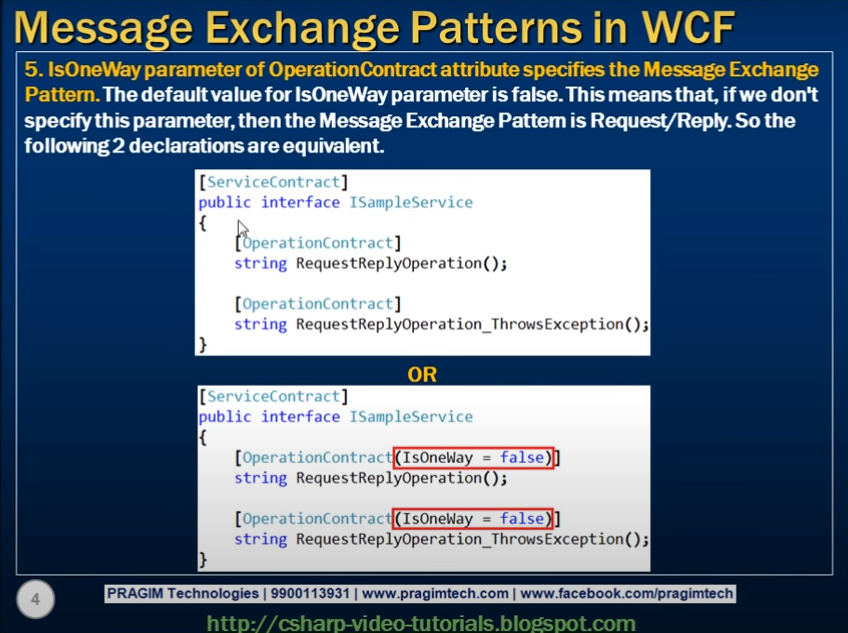 Message Exchange Patterns in WCF
5. IsOneWay parameter of OperationContract attribute specifies the Message Exchange
Pattern. The default value for IsOneWay parameter is false. This means that, if we don't
specify this parameter, then the Message Exchange Pattern is Request/Reply. So the
following 2 declarations are equivalent.
[ServiceContract]
public interface ISampleService
{
[OperationContract]
string RequestReplyOperation();
[OperationContract]
string RequestReplyOperation_ThrowsException();
}
OR
[ServiceContract]
public interface ISampleService
{
[OperationContract(IsOneWay = false)]
string RequestReplyOperation();
[OperationContract(IsOneWay = false)]
string RequestReplyOperation_ThrowsException();
}
4
PRAGIM Technologies | 9900113931 | www.pragimtech.com | www.facebook.com/pragimtech
http://csharp-video-tutorials.blogspot.com